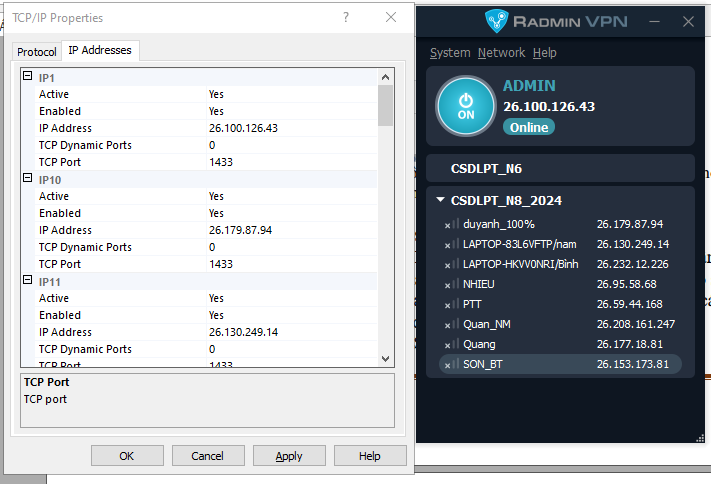 TCP/IP Properties
Protocol
IP Addresses
IP1
Active Yes
Enabled Yes
IP Address 26.100.126.43
TCP Dynamic Ports 0
TCP Port 1433
IP10
Active Yes
Enabled Yes
IP Address 26.179.87.94
TCP Dynamic Ports 0
TCP Port 1433
IP11
Active Yes
Enabled Yes
IP Address 26.130.249.14
TCP Dynamic Ports 0
TCP Port 1433
TCP Port
TCP port
OK Cancel Apply Help
RADMIN VPN
System Network Help
ADMIN
ON
26.100.126.43
Online
CSDLPT_N6
CSDLPT_N8_2024
duyanh_100% 26.179.87.94
LAPTOP-83L6VFTP/nam 26.130.249.14
LAPTOP-HKVV0NRI/Bình 26.232.12.226
NHIEU 26.95.58.68
PTT 26.59.44.168
Quan_NM 26.208.161.247
Quang 26.177.18.81
SON_BT 26.153.173.81